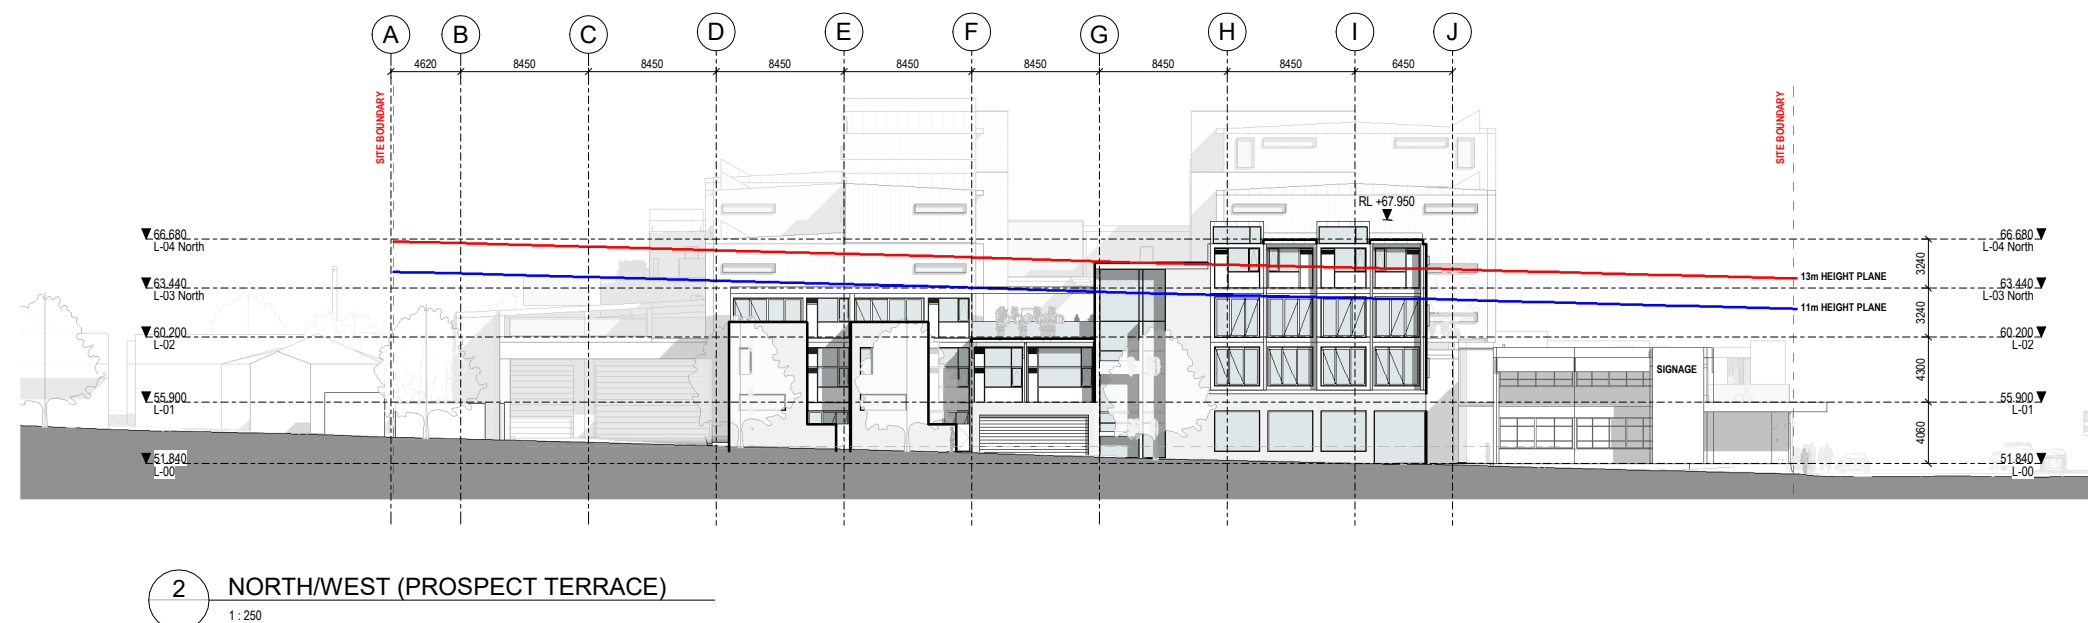 A B C D E F G H I J
4620 8450 8450 8450 8450 8450 8450 8450 6450
SITE BOUNDARY
SITE BOUNDARY
RL +67.950
66.680
L-04 North
66.680
L-04 North
3240
13m HEIGHT PLANE
63.440
L-03 North
63.440
L-03 North
3240
11m HEIGHT PLANE
60.200
L-02
60.200
L-02
4300
SIGNAGE
55.900
L-01
55.900
L-01
4060
51.840
L-00
51.840
L-00
2 NORTH/WEST (PROSPECT TERRACE)
1 : 250